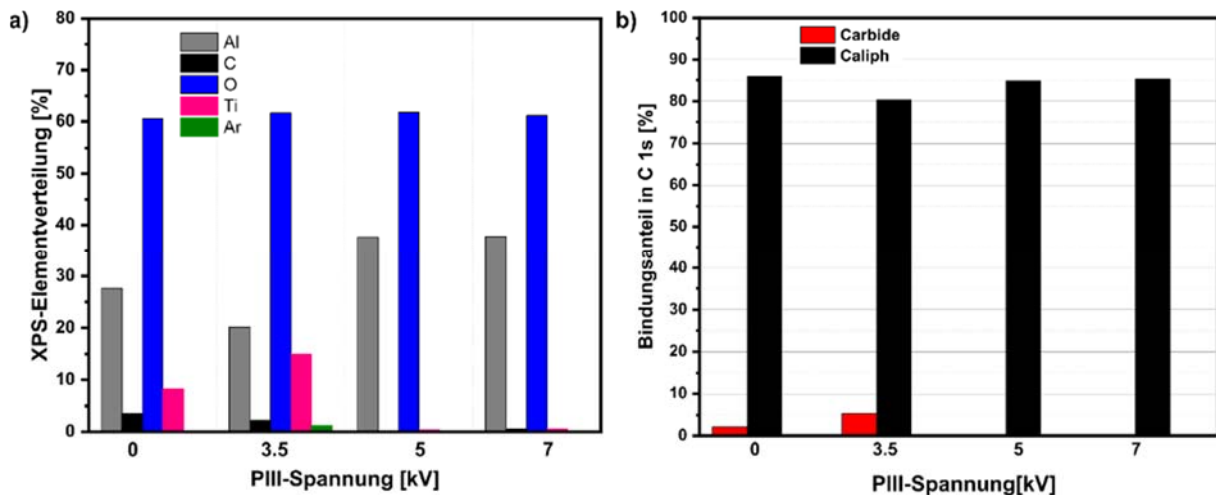 a)
80
70
60
50
40
30
20
10
0
XPS-Elementverteilung [%]
Al
C
O
Ti
Ar
0 3.5 5 7
PIII-Spannung [kV]
b)
100
90
80
70
60
50
40
30
20
10
0
Bindungsanteil in C 1s [%]
Carbide
Caliph
0 3.5 5 7
PIII-Spannung[kV]